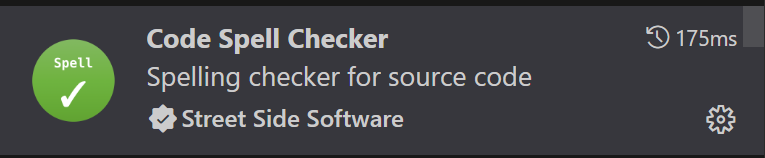 Spell
Code Spell Checker
175ms
Spelling checker for source code
Street Side Software